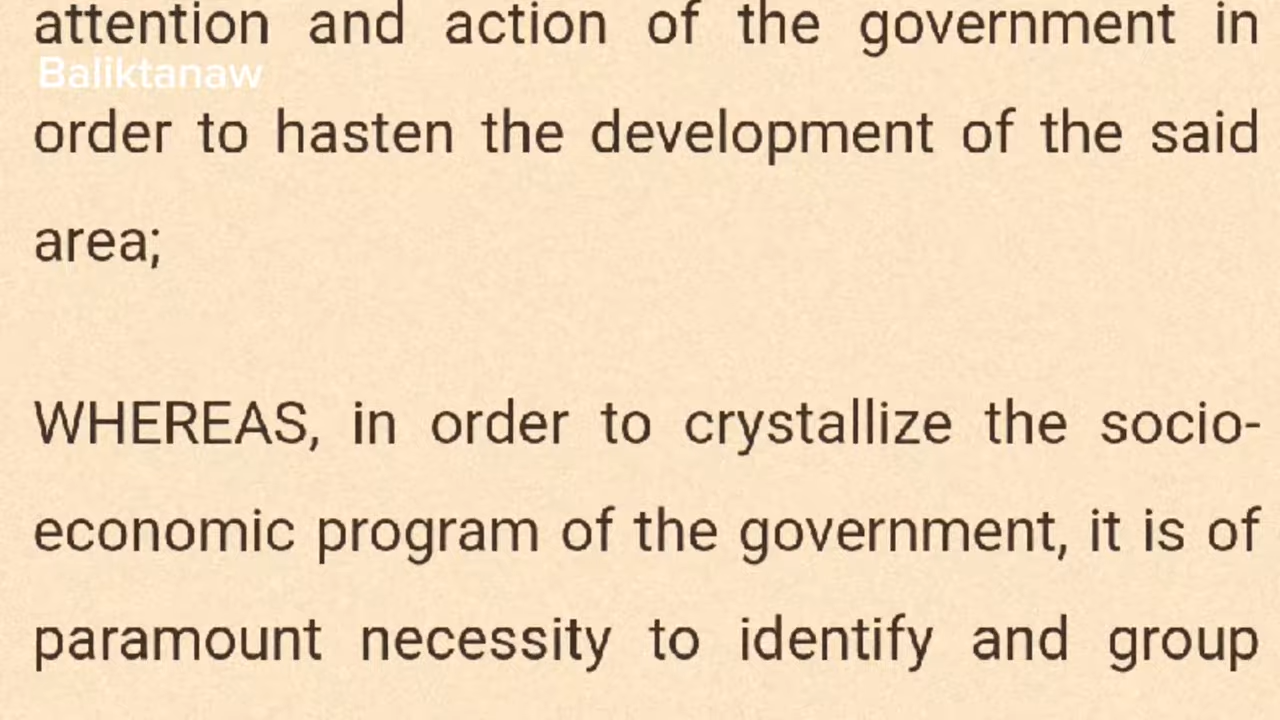 attention and action of the government in
Baliktanaw
order to hasten the development of the said
area;
WHEREAS, in order to crystallize the socio-
economic program of the government, it is of
paramount necessity to identify and group